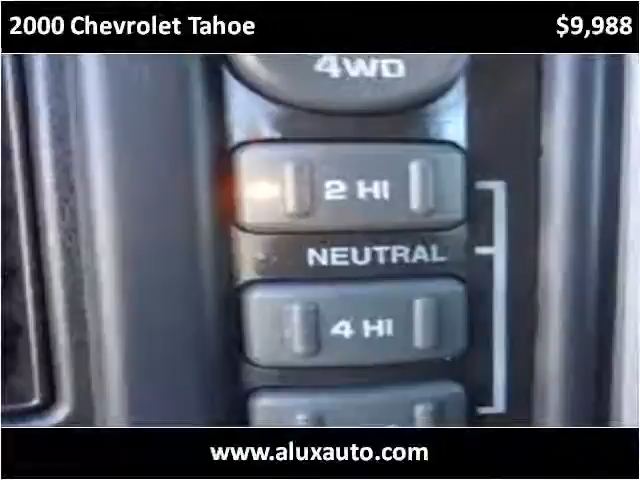 2000 Chevrolet Tahoe $9,988
4WD
2 HI
NEUTRAL
4 HI
www.aluxauto.com